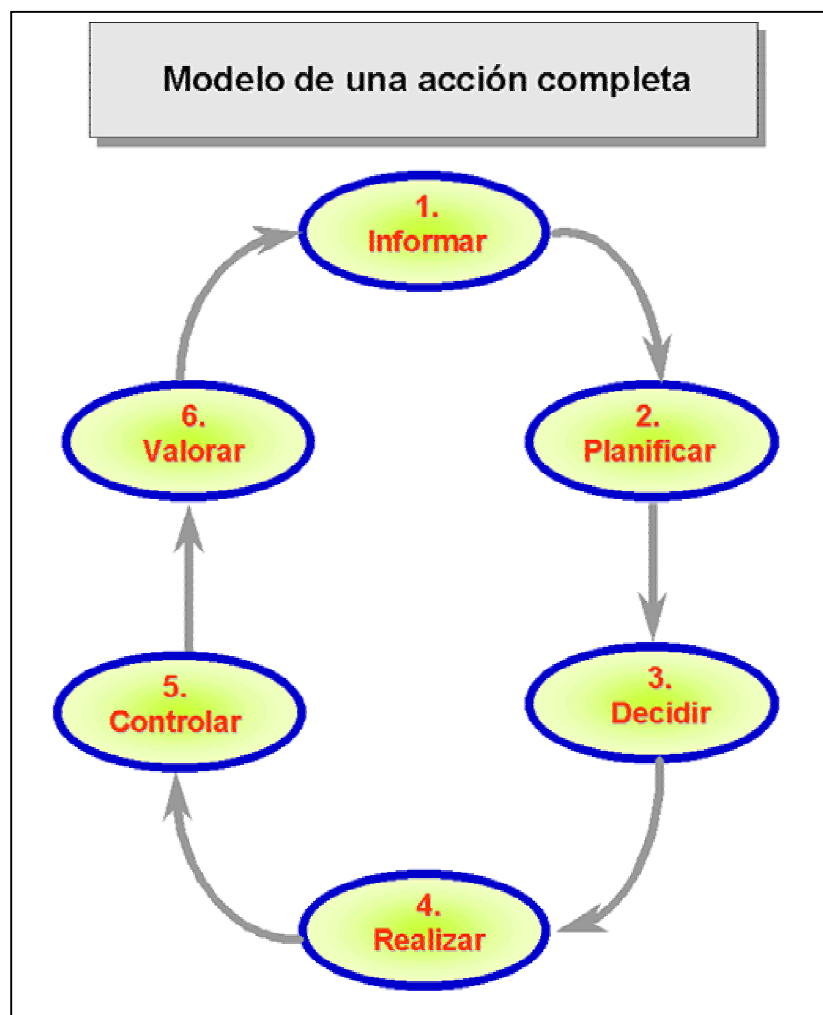 Modelo de una acción completa
1.
Informar
2.
Planificar
3.
Decidir
4.
Realizar
5.
Controlar
6.
Valorar